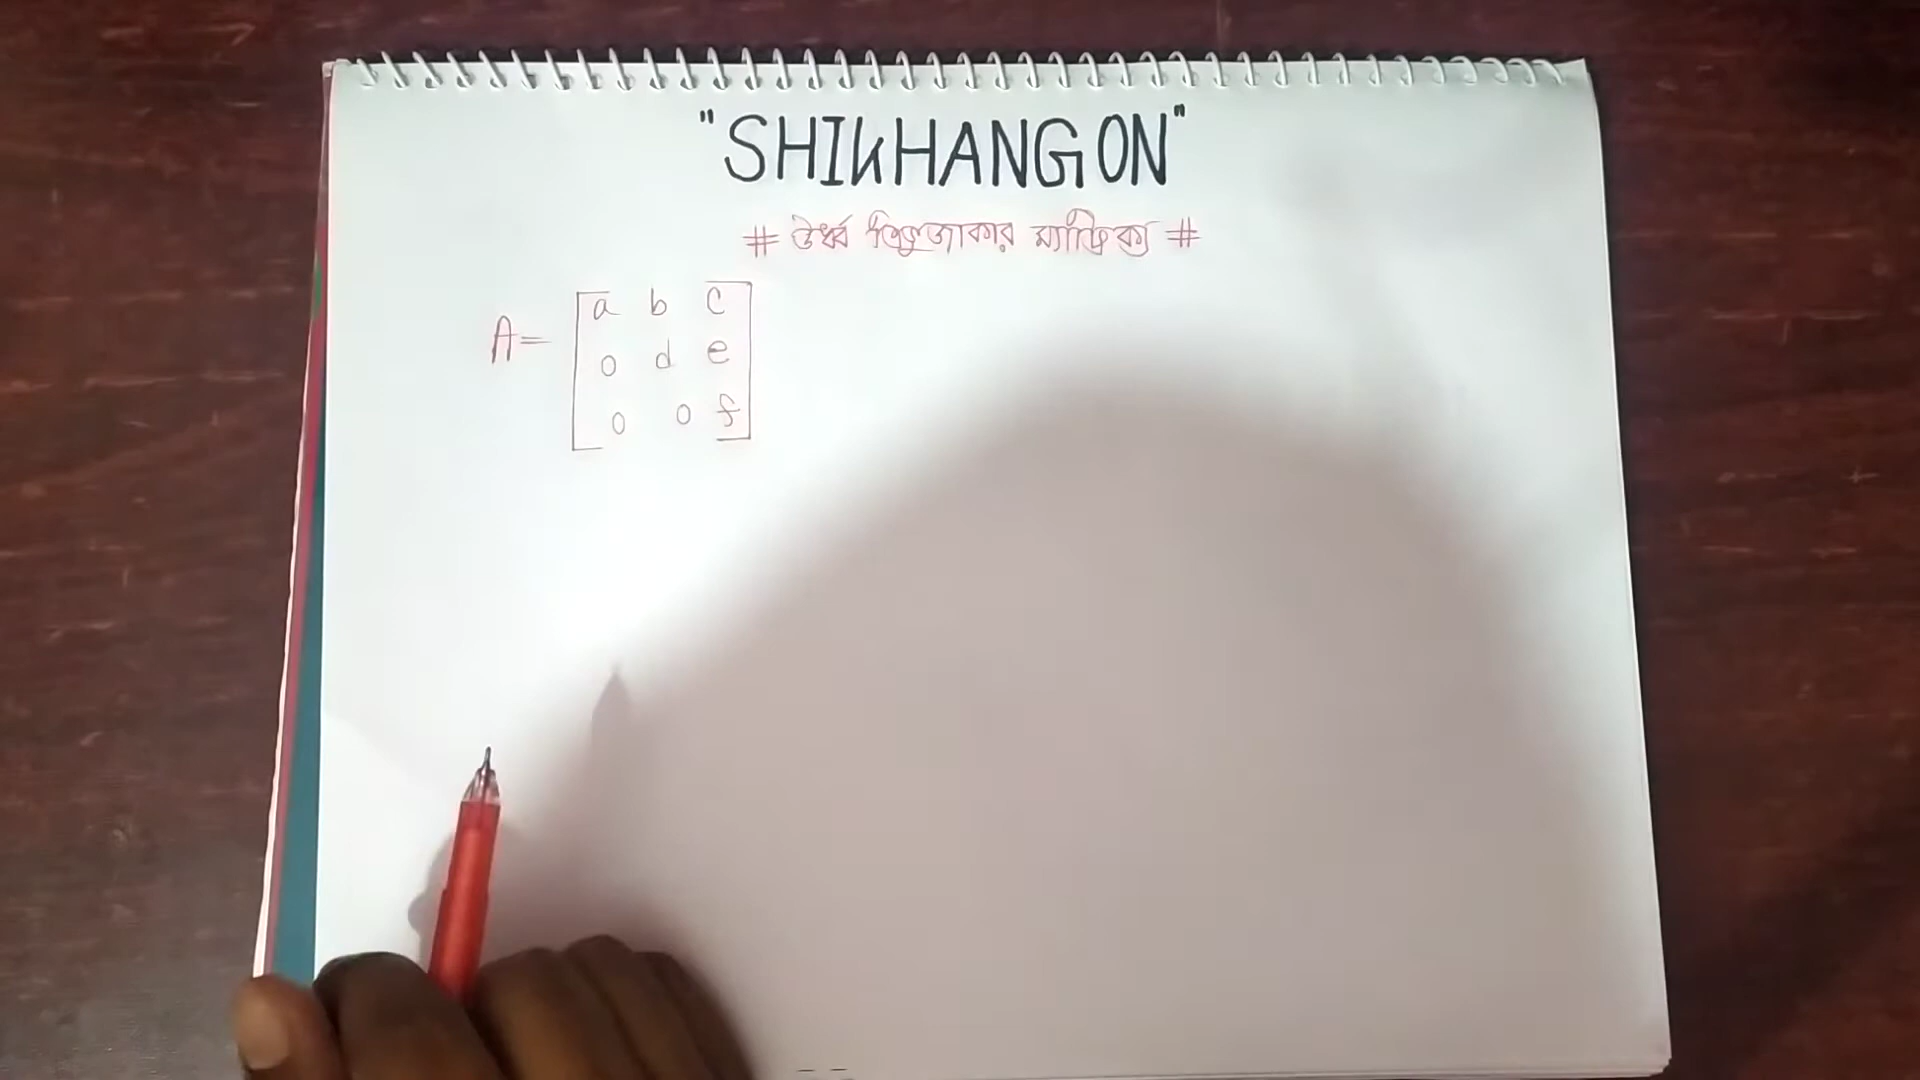 "SHIKHANGON"
# ঊর্ধ্ব ত্রিভুজাকার ম্যাট্রিক্স #
a b c
A= 0 d e
0 0 f